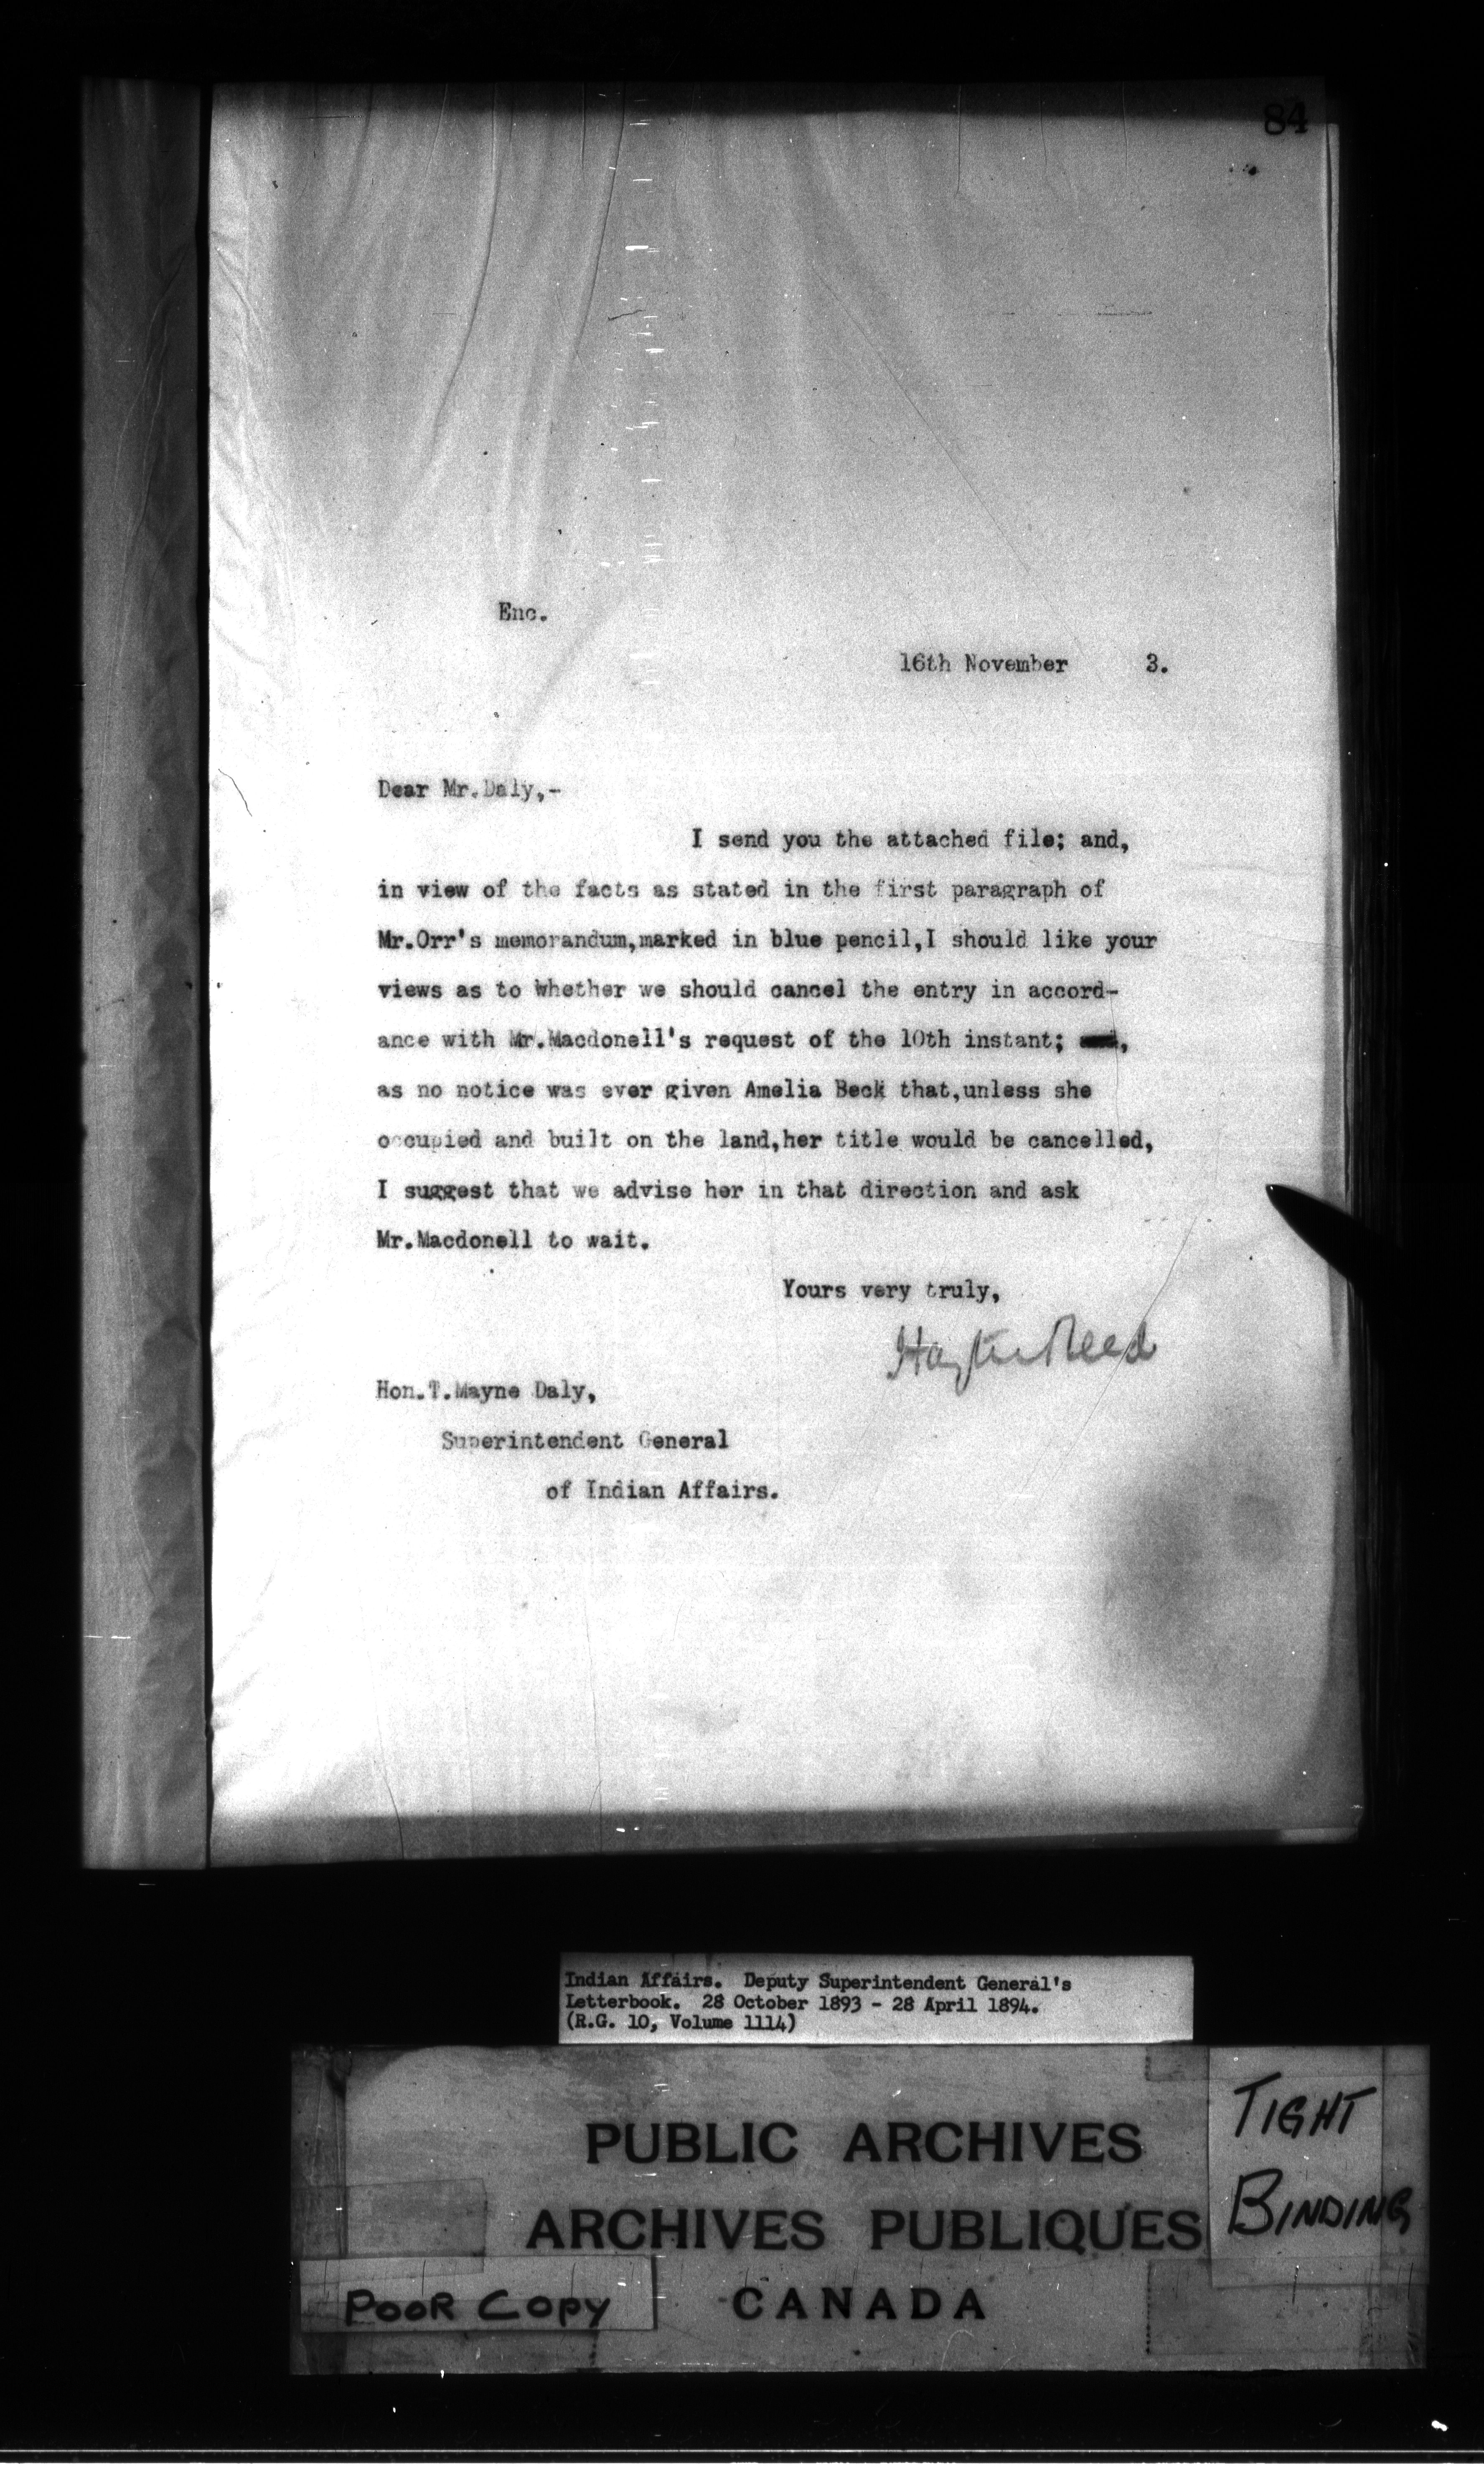 84
Enc.
16th November 3.
Dear Mr.Daly,-
I send you the attached file; and,
in view of the facts as stated in the first paragraph of
Mr.Orr's memorandum,marked in blue pencil,I should like your
views as to whether we should cancel the entry in accord-
ance with Mr.Macdonell's request of the 10th instant; ,
as no notice was ever given Amelia Beck that,unless she
occupied and built on the land,her title would be cancelled,
I suggest that we advise her in that direction and ask
Mr.Macdonell to wait.
Yours very truly,
Hayter Reed
Hon.T.Mayne Daly,
Superintendent General
of Indian Affairs.
Indian Affairs. Deputy Superintendent General's
Letterbook. 28 October 1893 - 28 April 1894.
(R.G. 10, Volume 1114)
PUBLIC ARCHIVES
ARCHIVES PUBLIQUES
CANADA
TIGHT
BINDING
POOR COPY